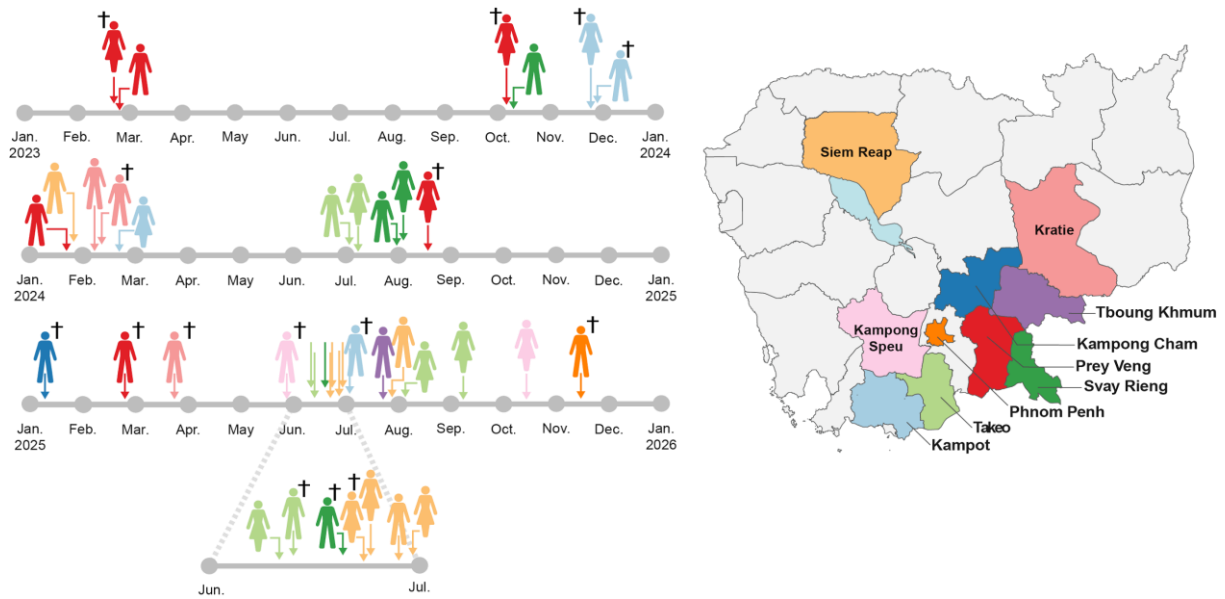 Jan. Feb. Mar. Apr. May Jun. Jul. Aug. Sep. Oct. Nov. Dec. Jan.
2023 2024
Jan. Feb. Mar. Apr. May Jun. Jul. Aug. Sep. Oct. Nov. Dec. Jan.
2024 2025
Jan. Feb. Mar. Apr. May Jun. Jul. Aug. Sep. Oct. Nov. Dec. Jan.
2025 2026
Jun. Jul.
Siem Reap
Kratie
Tboung Khmum
Kampong
Speu
Kampong Cham
Prey Veng
Svay Rieng
Phnom Penh
Takeo
Kampot